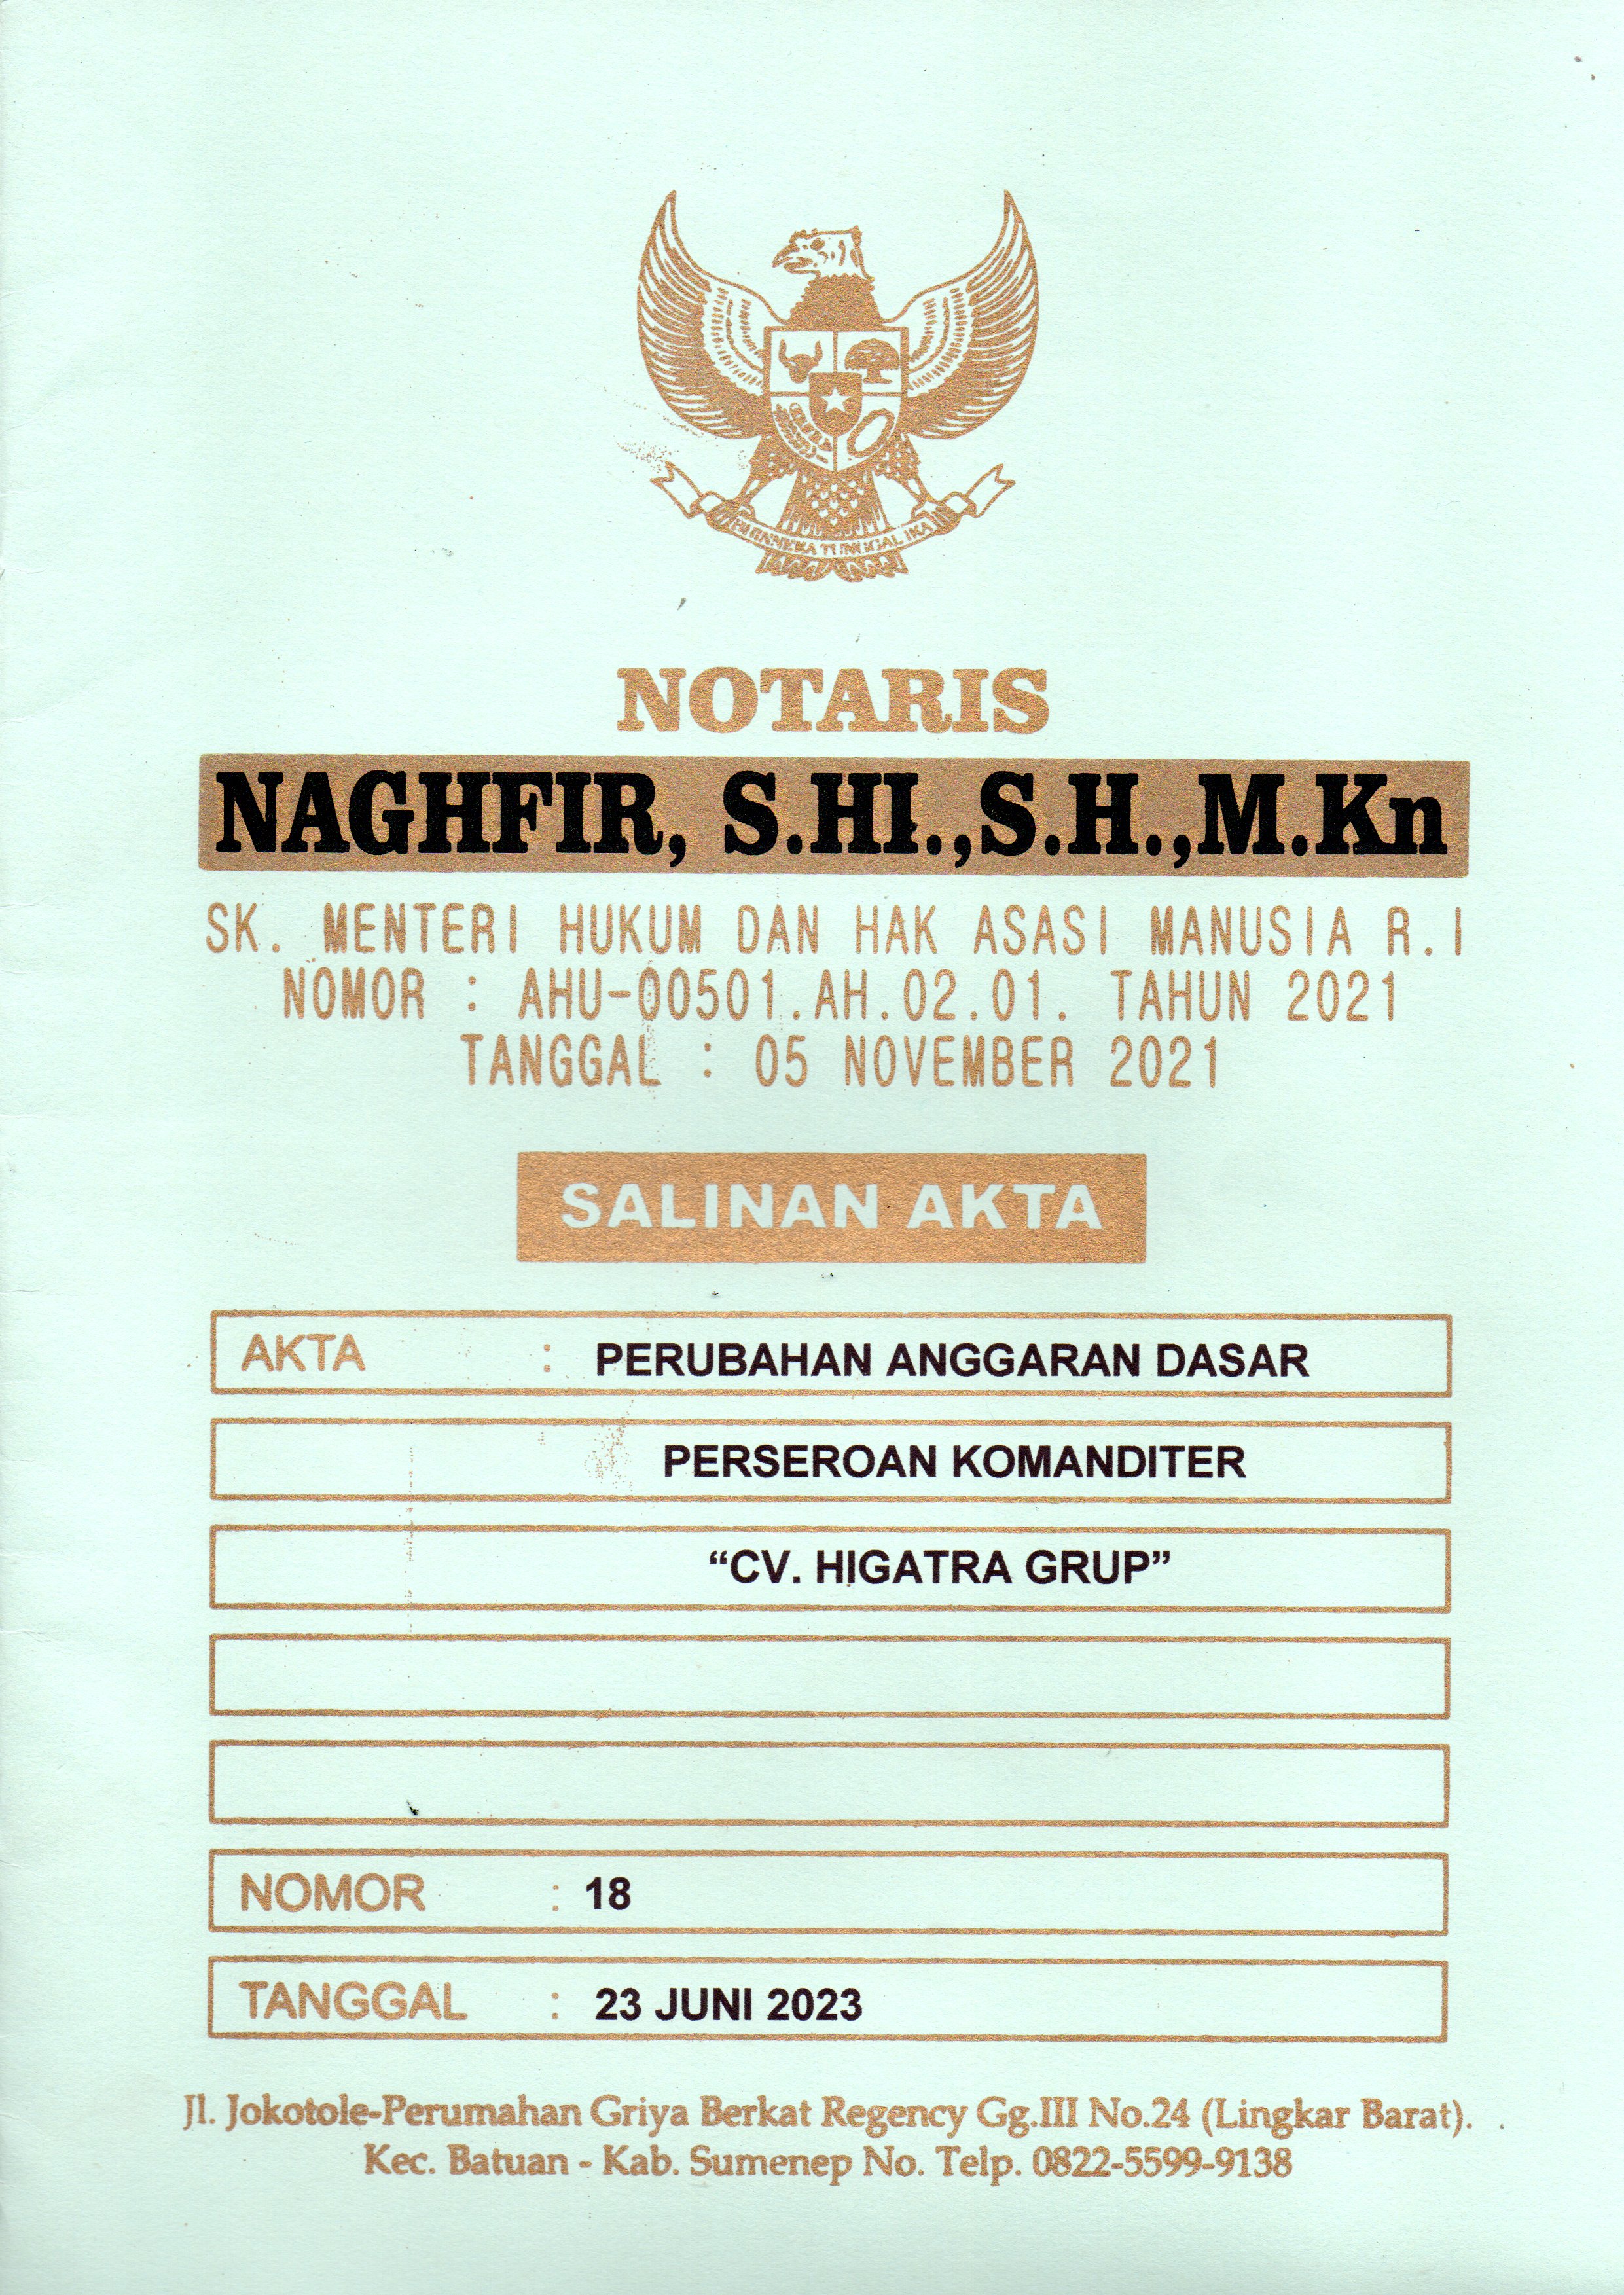 BHINNEKA TUNGGAL IKA
NOTARIS
NAGHFIR, S.HI.,S.H.,M.Kn
SK. MENTERI HUKUM DAN HAK ASASI MANUSIA R.I
NOMOR : AHU-00501.AH.02.01. TAHUN 2021
TANGGAL : 05 NOVEMBER 2021
SALINAN AKTA
AKTA : PERUBAHAN ANGGARAN DASAR
PERSEROAN KOMANDITER
“CV. HIGATRA GRUP”
NOMOR : 18
TANGGAL : 23 JUNI 2023
Jl. Jokotole-Perumahan Griya Berkat Regency Gg.III No.24 (Lingkar Barat).
Kec. Batuan - Kab. Sumenep No. Telp. 0822-5599-9138